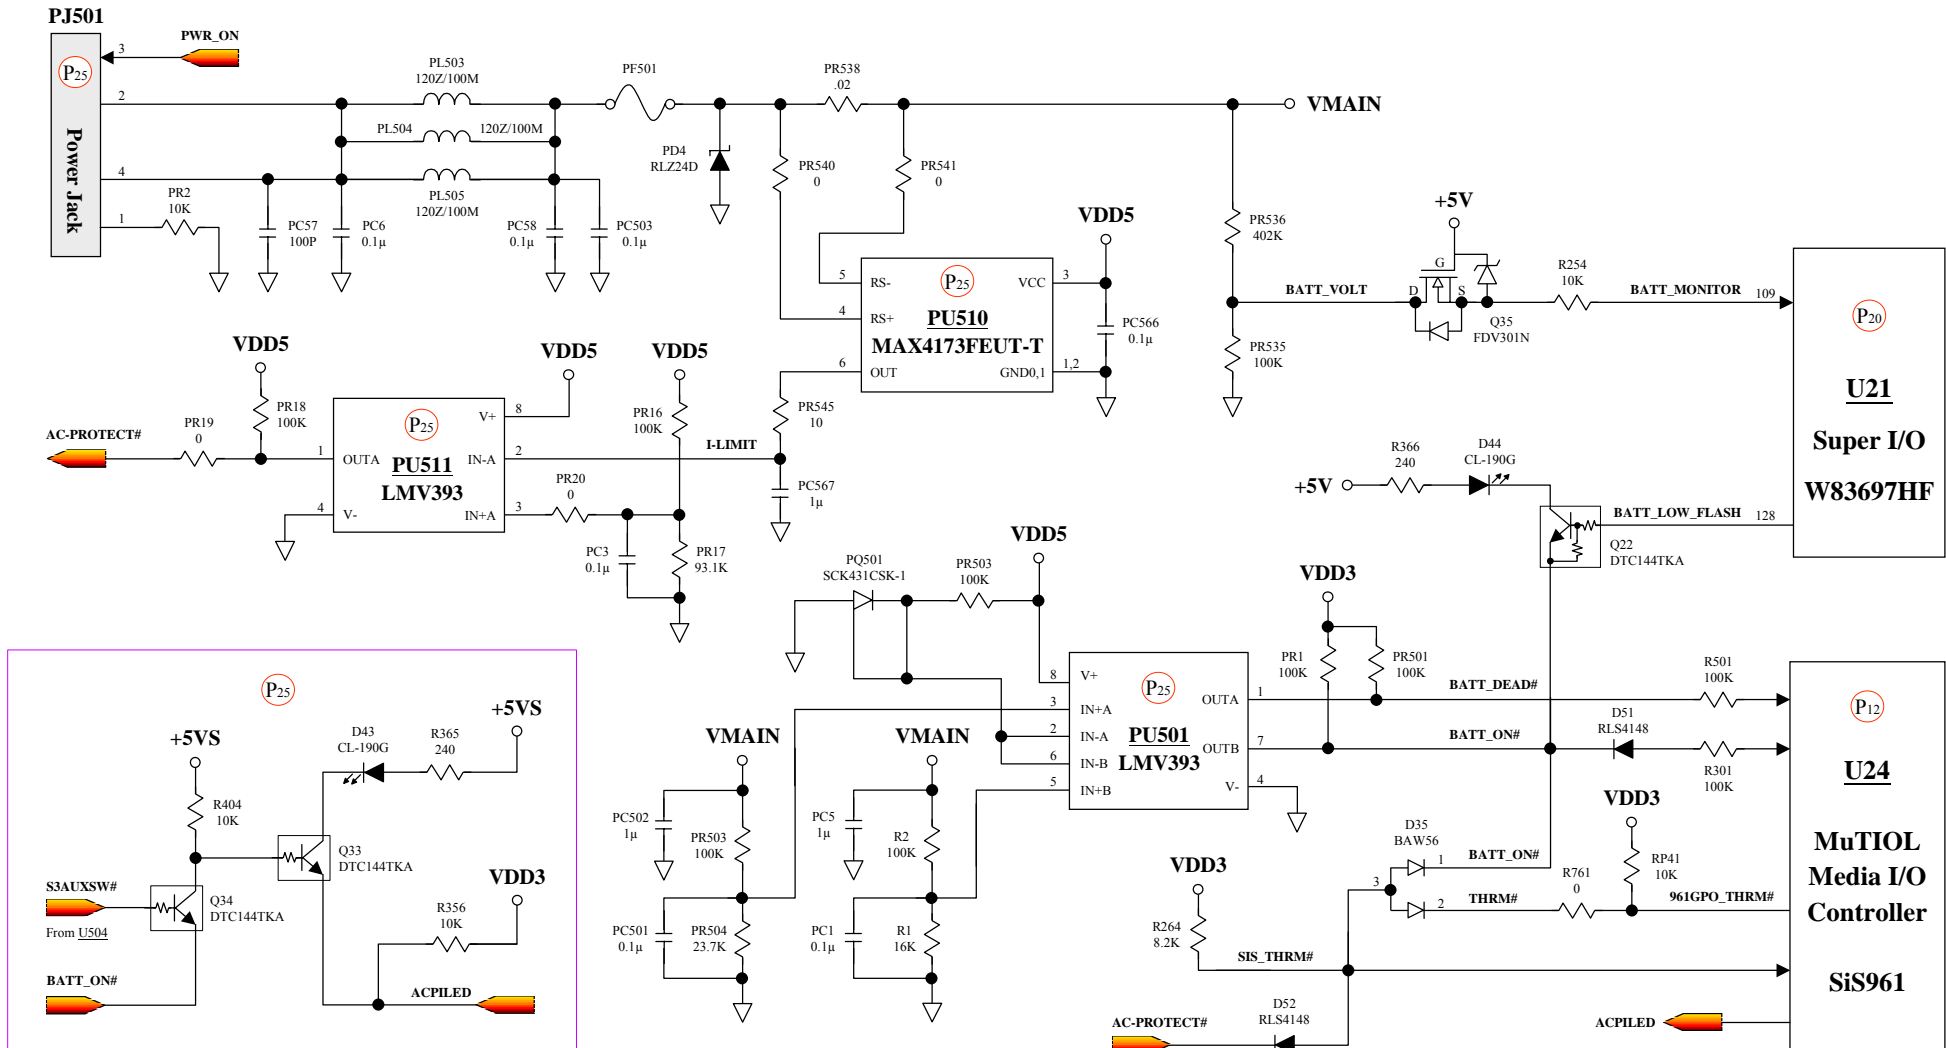 PJ501
P25
Power Jack
3
PWR_ON
2
4
1
PR2
10K
PL503
120Z/100M
PL504
120Z/100M
PL505
120Z/100M
PC57
100P
PC6
0.1µ
PC58
0.1µ
PC503
0.1µ
PF501
PD4
RLZ24D
PR538
.02
PR540
0
PR541
0
VMAIN
5
RS-
4
RS+
6
OUT
P25
PU510
MAX4173FEUT-T
VCC
3
GND0,1
1,2
VDD5
PC566
0.1µ
PR536
402K
PR535
100K
BATT_VOLT
+5V
G
D
S
Q35
FDV301N
R254
10K
BATT_MONITOR
109
P20
U21
Super I/O
W83697HF
AC-PROTECT#
PR19
0
VDD5
PR18
100K
1
OUTA
4
V-
P25
PU511
LMV393
V+
8
IN-A
2
IN+A
3
VDD5
VDD5
PR16
100K
I-LIMIT
PR20
0
PC3
0.1µ
PR17
93.1K
PR545
10
PC567
1µ
+5V
R366
240
D44
CL-190G
BATT_LOW_FLASH
128
Q22
DTC144TKA
PQ501
SCK431CSK-1
PR503
100K
VDD5
8
V+
3
IN+A
2
IN-A
6
IN-B
5
IN+B
P25
PU501
LMV393
OUTA
1
OUTB
7
V-
4
VDD3
PR1
100K
PR501
100K
BATT_DEAD#
R501
100K
BATT_ON#
D51
RLS4148
R301
100K
P12
U24
MuTIOL
Media I/O
Controller
SiS961
VMAIN
PC502
1µ
PR503
100K
PC501
0.1µ
PR504
23.7K
VMAIN
PC5
1µ
R2
100K
PC1
0.1µ
R1
16K
D35
BAW56
3
1
BATT_ON#
2
THRM#
R761
0
VDD3
RP41
10K
961GPO_THRM#
VDD3
R264
8.2K
SIS_THRM#
AC-PROTECT#
D52
RLS4148
ACPILED
P25
+5VS
R404
10K
D43
CL-190G
R365
240
+5VS
Q33
DTC144TKA
S3AUXSW#
From U504
Q34
DTC144TKA
VDD3
R356
10K
BATT_ON#
ACPILED